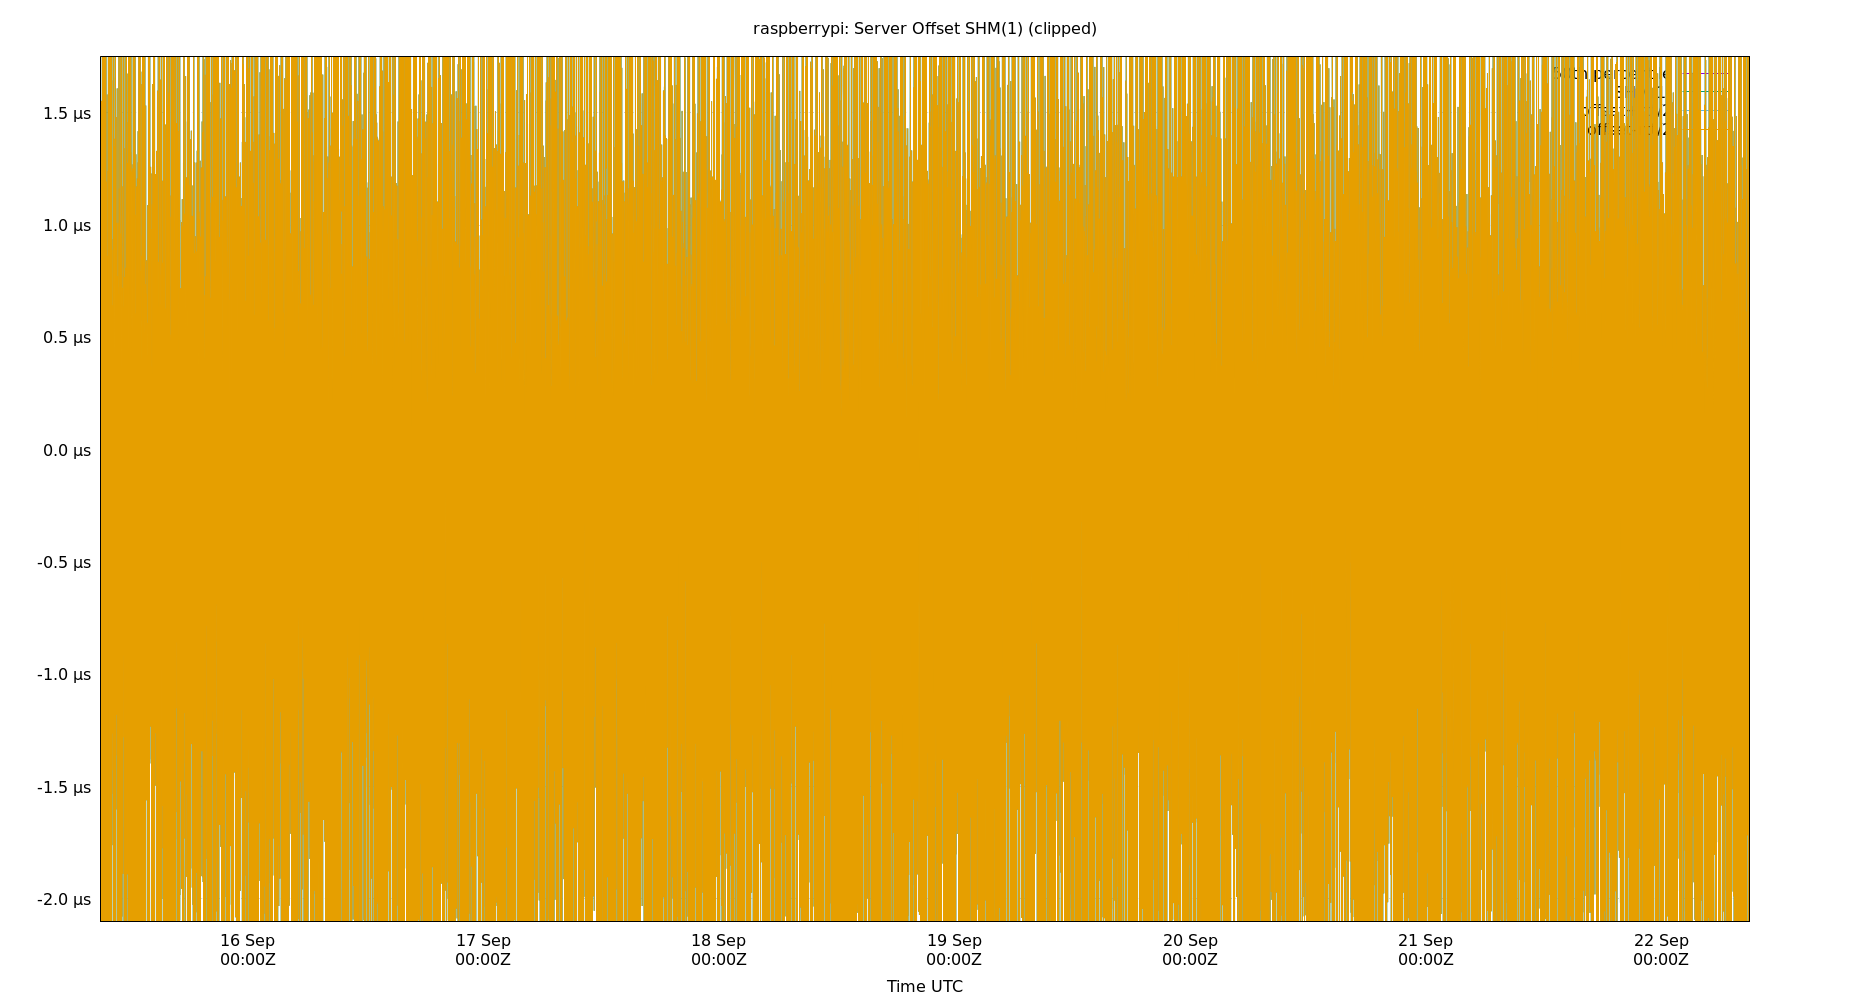 raspberrypi: Server Offset SHM(1) (clipped)
1.5 µs
1.0 µs
0.5 µs
0.0 µs
-0.5 µs
-1.0 µs
-1.5 µs
-2.0 µs
16 Sep 17 Sep 18 Sep 19 Sep 20 Sep 21 Sep 22 Sep
00:00Z 00:00Z 00:00Z 00:00Z 00:00Z 00:00Z 00:00Z
Time UTC